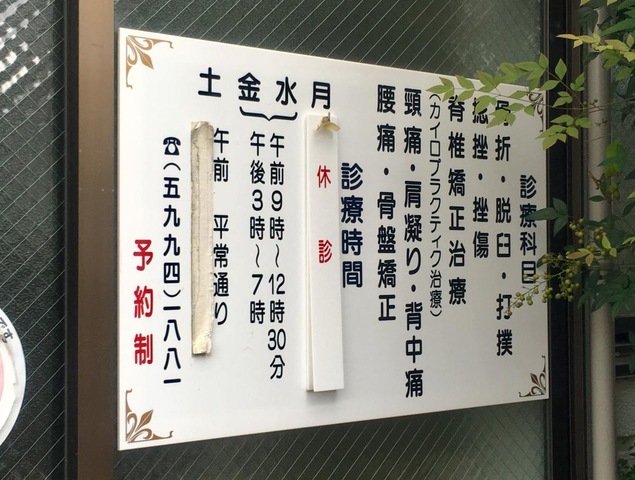 診療科目
骨折・脱臼・打撲
捻挫・挫傷
脊椎矯正治療
(カイロプラクティク治療)
頸痛・肩凝り・背中痛
腰痛・骨盤矯正
診療時間
月
休診
水金
午前9時〜12時30分
午後3時〜7時
土
午前 平常通り
☎(五九九四)一八八一
予約制
です